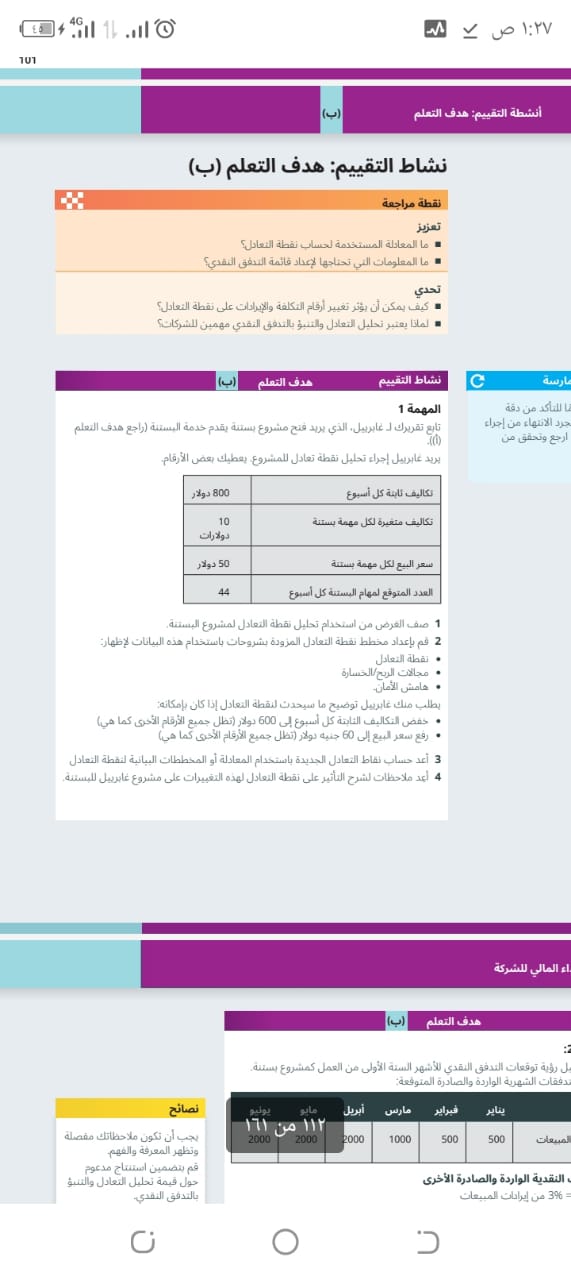 ١:٢٧ ص
4G
٤٥
101
أنشطة التقييم: هدف التعلم
(ب)
نشاط التقييم: هدف التعلم (ب)
نقطة مراجعة
تعزيز
■ ما المعادلة المستخدمة لحساب نقطة التعادل؟
■ ما المعلومات التي تحتاجها لإعداد قائمة التدفق النقدي؟
تحدي
■ كيف يمكن أن يؤثر تغيير أرقام التكلفة والإيرادات على نقطة التعادل؟
■ لماذا يعتبر تحليل التعادل والتنبؤ بالتدفق النقدي مهمين للشركات؟
مارسة
ًا للتأكد من دقة
جرد الانتهاء من إجراء
ارجع وتحقق من
نشاط التقييم هدف التعلم (ب)
المهمة 1
تابع تقريرك لـ غابرييل، الذي يريد فتح مشروع بستنة يقدم خدمة البستنة (راجع هدف التعلم
(أ)).
يريد غابرييل إجراء تحليل نقطة تعادل للمشروع. يعطيك بعض الأرقام.
تكاليف ثابتة كل أسبوع 800 دولار
تكاليف متغيرة لكل مهمة بستنة 10
دولارات
سعر البيع لكل مهمة بستنة 50 دولار
العدد المتوقع لمهام البستنة كل أسبوع 44
1 صف الغرض من استخدام تحليل نقطة التعادل لمشروع البستنة.
2 قم بإعداد مخطط نقطة التعادل المزودة بشروحات باستخدام هذه البيانات لإظهار:
• نقطة التعادل
• مجالات الربح/الخسارة
• هامش الأمان.
يطلب منك غابرييل توضيح ما سيحدث لنقطة التعادل إذا كان بإمكانه:
• خفض التكاليف الثابتة كل أسبوع إلى 600 دولار (تظل جميع الأرقام الأخرى كما هي)
• رفع سعر البيع إلى 60 جنيه دولار (تظل جميع الأرقام الأخرى كما هي)
3 أعد حساب نقاط التعادل الجديدة باستخدام المعادلة أو المخططات البيانية لنقطة التعادل
4 أعِد ملاحظات لشرح التأثير على نقطة التعادل لهذه التغييرات على مشروع غابرييل للبستنة.
اء المالي للشركة
هدف التعلم (ب)
2:
يل رؤية توقعات التدفق النقدي للأشهر الستة الأولى من العمل كمشروع بستنة.
تدفقات الشهرية الواردة والصادرة المتوقعة:
يناير فبراير مارس أبريل مايو يونيو
المبيعات 500 500 1000 2000 2000 2000
١١٢ من ١٦١
ت النقدية الواردة والصادرة الأخرى
= 3% من إيرادات المبيعات
نصائح
يجب أن تكون ملاحظاتك مفصلة
وتظهر المعرفة والفهم.
قم بتضمين استنتاج مدعوم
حول قيمة تحليل التعادل والتنبؤ
بالتدفق النقدي.